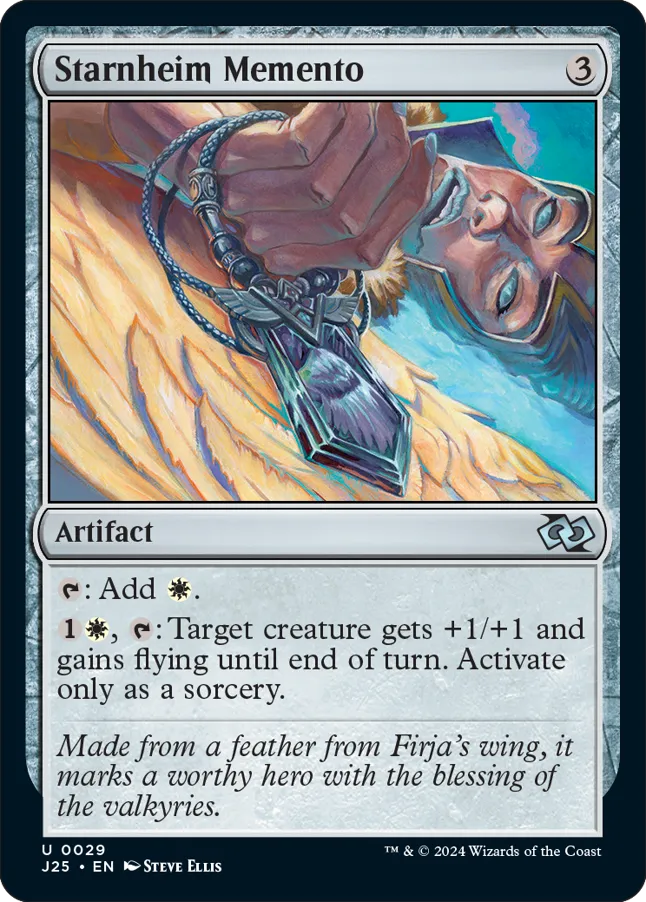 Starnheim Memento 3
Artifact
: Add .
1 , : Target creature gets +1/+1 and
gains flying until end of turn. Activate
only as a sorcery.
Made from a feather from Firja's wing, it
marks a worthy hero with the blessing of
the valkyries.
U 0029
J25 • EN Steve Ellis
™ & © 2024 Wizards of the Coast